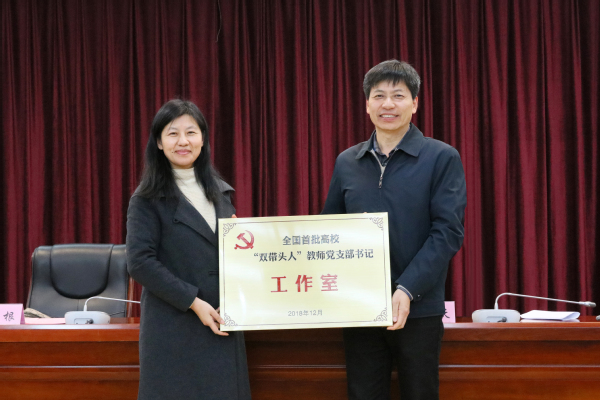 全国首批高校
“双带头人”教师党支部书记
工作室
2018年12月
根